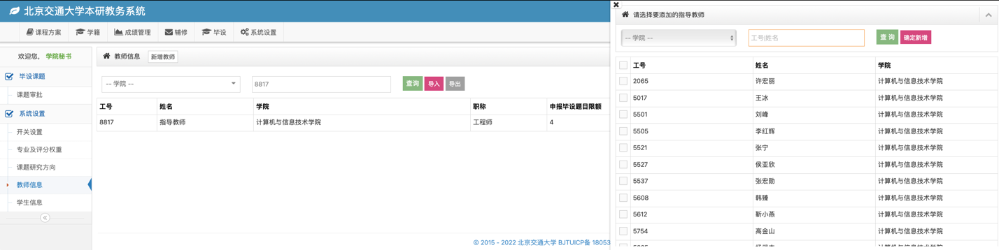 北京交通大学本研教务系统
课程方案 学籍 成绩管理 辅修 毕设 系统设置
欢迎您， 学院秘书
毕设课题
课题审批
系统设置
开关设置
专业及评分权重
课题研究方向
教师信息
学生信息
教师信息 新增教师
-- 学院 -- 8817 查询 导入 导出
工号 姓名 学院 职称 申报毕设题目限额
8817 指导教师 计算机与信息技术学院 工程师 4
© 2015 - 2022 北京交通大学 BJTUICP备 18053
请选择要添加的指导教师
-- 学院 -- 工号|姓名 查 询 确定新增
工号 姓名 学院
2065 许宏丽 计算机与信息技术学院
5017 王冰 计算机与信息技术学院
5501 刘峰 计算机与信息技术学院
5505 李红辉 计算机与信息技术学院
5521 张宁 计算机与信息技术学院
5527 侯亚欣 计算机与信息技术学院
5537 张宏勋 计算机与信息技术学院
5608 韩臻 计算机与信息技术学院
5612 靳小燕 计算机与信息技术学院
5754 高金山 计算机与信息技术学院